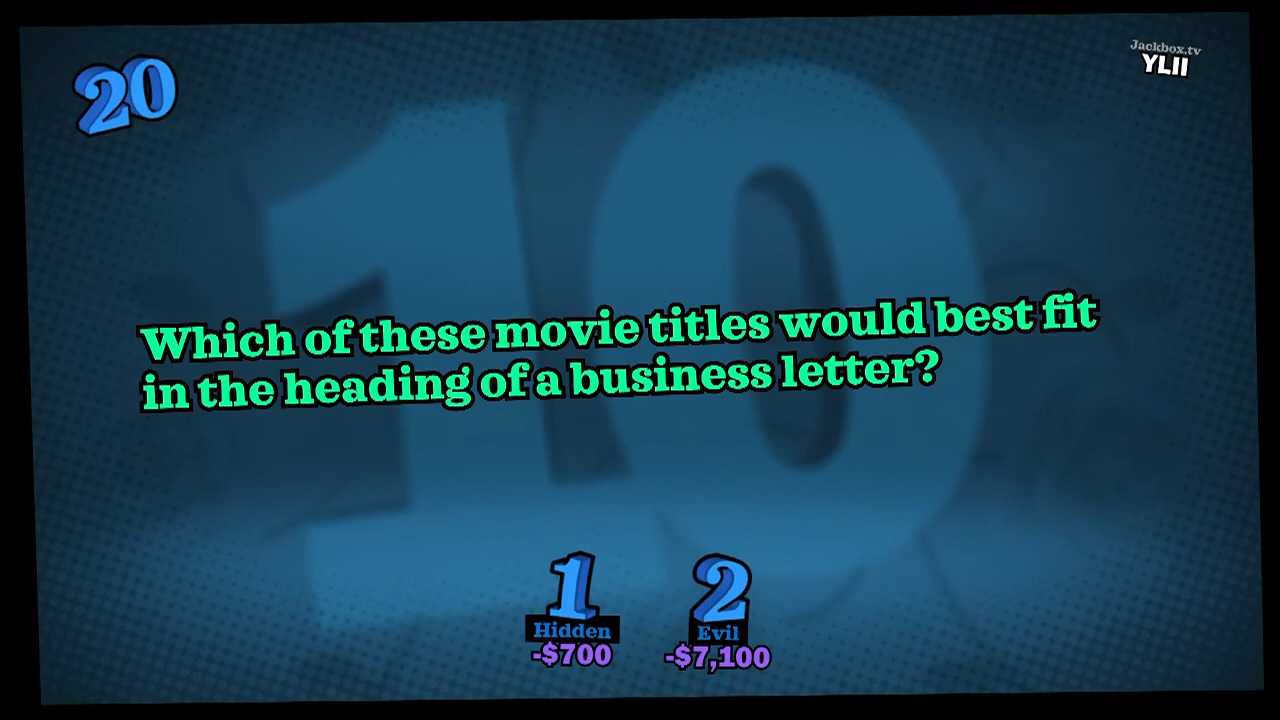 20
Jackbox.tv
YLII
10
Which of these movie titles would best fit
in the heading of a business letter?
1
2
Hidden
Evil
-$700
-$7,100